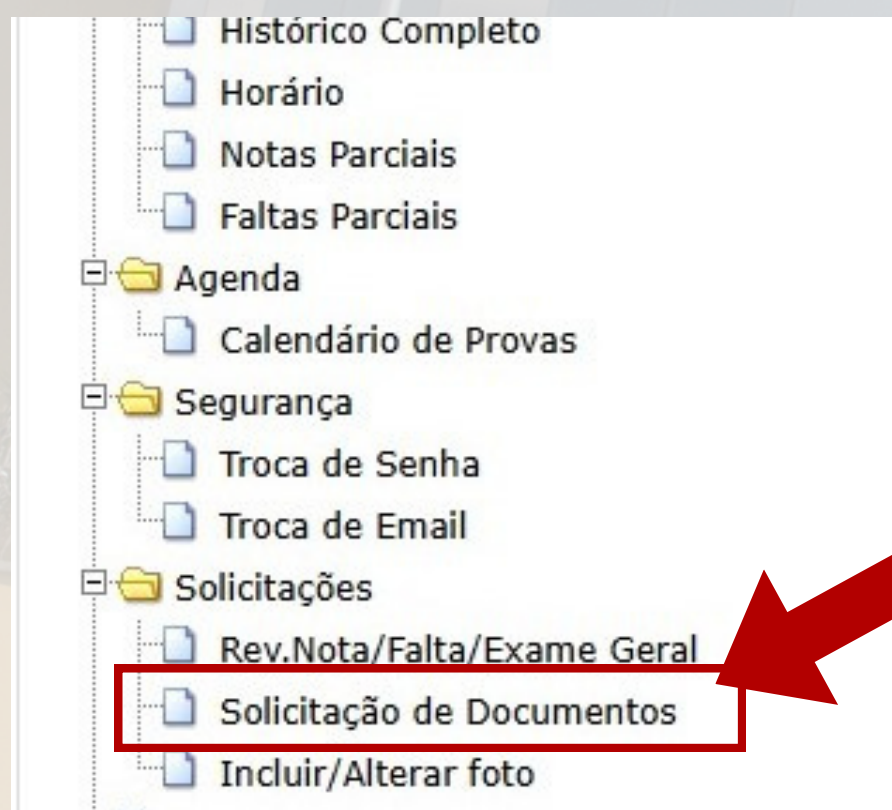 Histórico Completo
Horário
Notas Parciais
Faltas Parciais
Agenda
Calendário de Provas
Segurança
Troca de Senha
Troca de Email
Solicitações
Rev.Nota/Falta/Exame Geral
Solicitação de Documentos
Incluir/Alterar foto